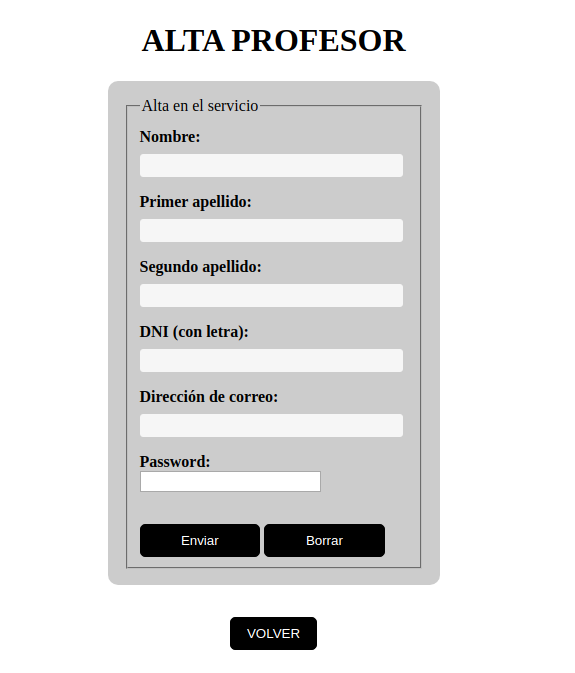 ALTA PROFESOR
Alta en el servicio
Nombre:
Primer apellido:
Segundo apellido:
DNI (con letra):
Dirección de correo:
Password:
Enviar Borrar
VOLVER